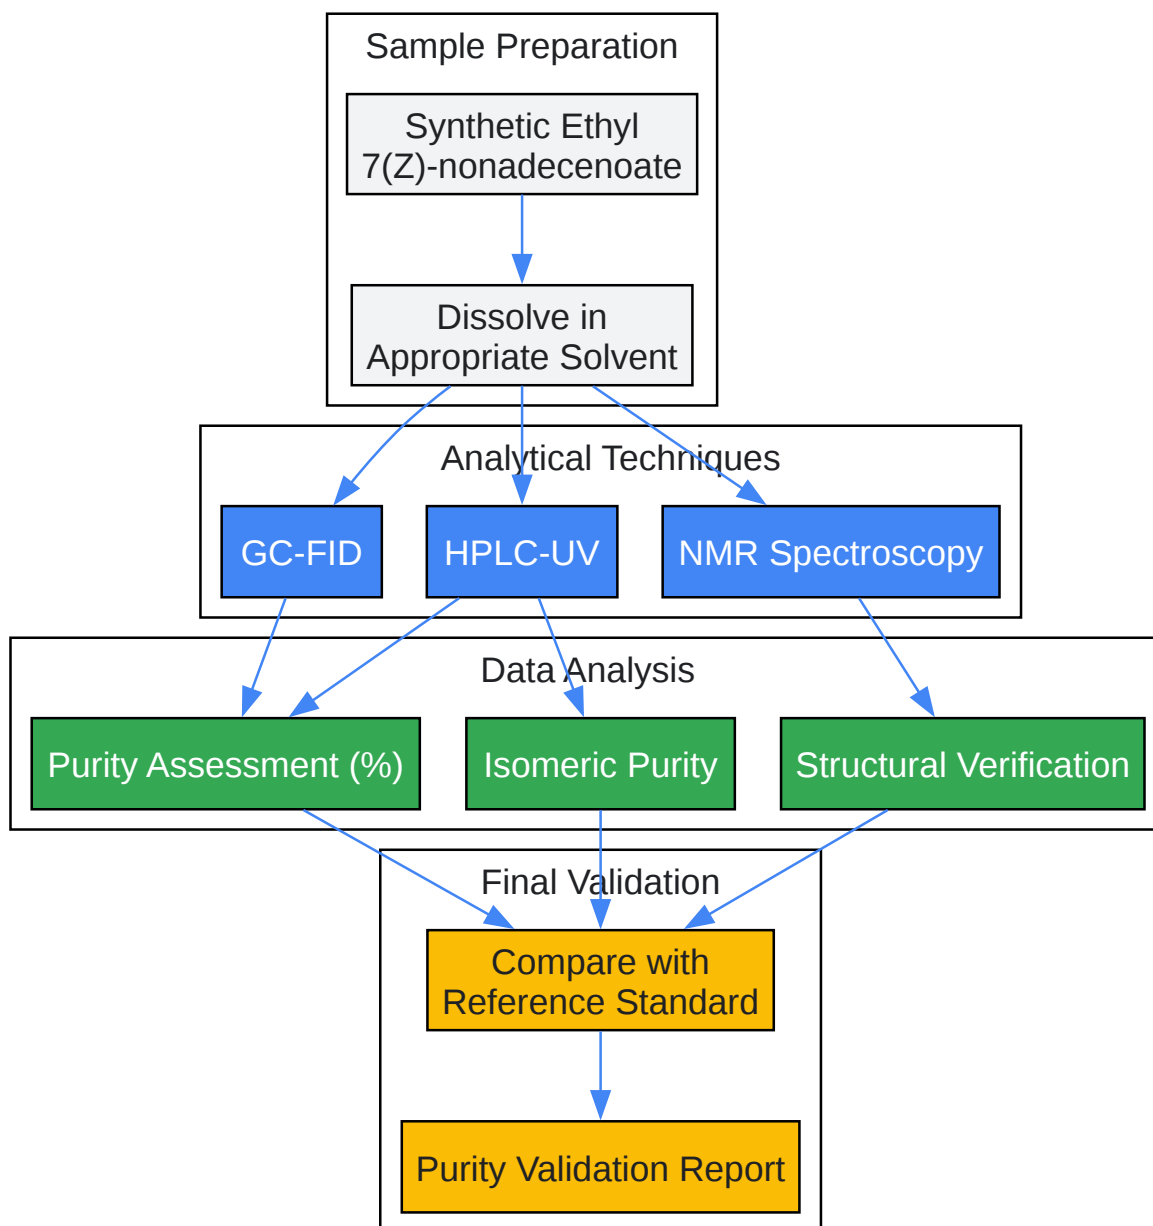 Sample Preparation
Synthetic Ethyl
7(Z)-nonadecenoate
Dissolve in
Appropriate Solvent
Analytical Techniques
GC-FID
HPLC-UV
NMR Spectroscopy
Data Analysis
Purity Assessment (%)
Isomeric Purity
Structural Verification
Final Validation
Compare with
Reference Standard
Purity Validation Report